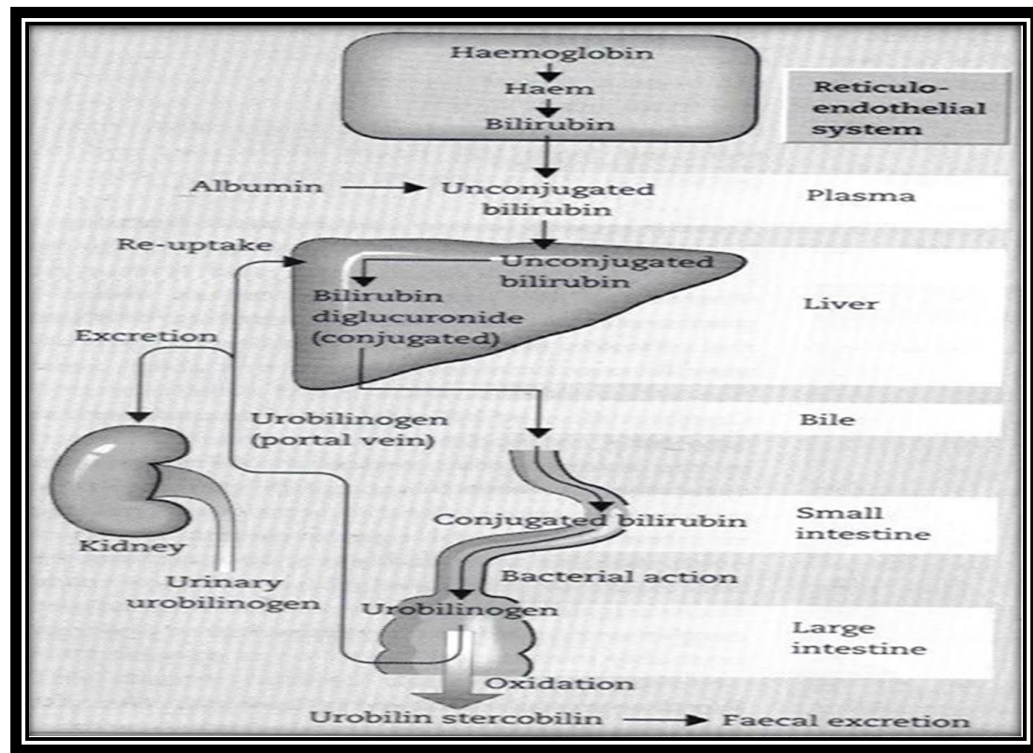 Haemoglobin
Haem
Bilirubin
Reticulo-
endothelial
system
Albumin
Unconjugated
bilirubin
Plasma
Re-uptake
Unconjugated
bilirubin
Bilirubin
diglucuronide
(conjugated)
Liver
Excretion
Urobilinogen
(portal vein)
Bile
Conjugated bilirubin
Small
intestine
Kidney
Bacterial action
Urinary
urobilinogen
Urobilinogen
Large
intestine
Oxidation
Urobilin stercobilin
Faecal excretion